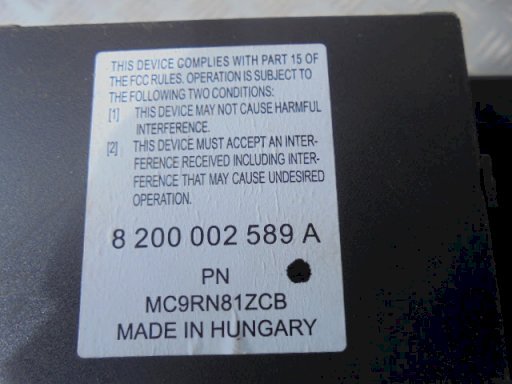 THIS DEVICE COMPLIES WITH PART 15 OF
THE FCC RULES. OPERATION IS SUBJECT TO
THE FOLLOWING TWO CONDITIONS:
[1] THIS DEVICE MAY NOT CAUSE HARMFUL
INTERFERENCE.
[2] THIS DEVICE MUST ACCEPT AN INTER-
FERENCE RECEIVED INCLUDING INTER-
FERENCE THAT MAY CAUSE UNDESIRED
OPERATION.
8 200 002 589 A
PN
MC9RN81ZCB
MADE IN HUNGARY